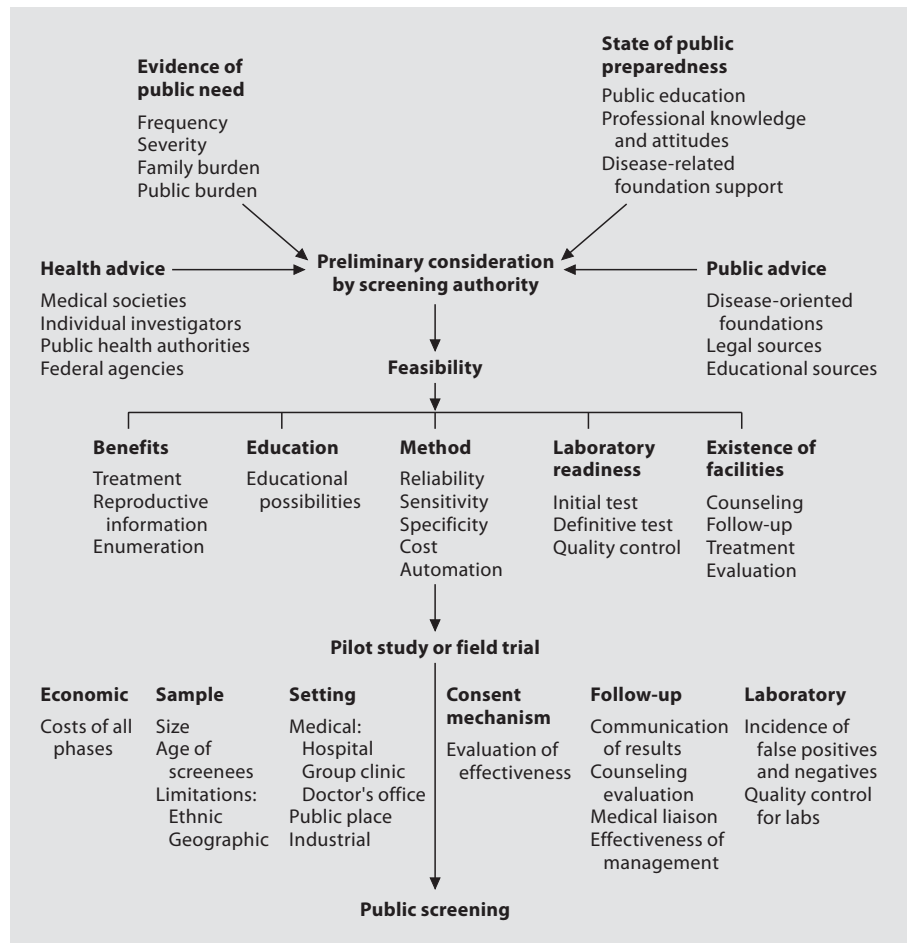 Evidence of
public need
Frequency
Severity
Family burden
Public burden
State of public
preparedness
Public education
Professional knowledge
and attitudes
Disease-related
foundation support
Health advice
Medical societies
Individual investigators
Public health authorities
Federal agencies
Preliminary consideration
by screening authority
Public advice
Disease-oriented
foundations
Legal sources
Educational sources
Feasibility
Benefits
Treatment
Reproductive
information
Enumeration
Education
Educational
possibilities
Method
Reliability
Sensitivity
Specificity
Cost
Automation
Laboratory
readiness
Initial test
Definitive test
Quality control
Existence of
facilities
Counseling
Follow-up
Treatment
Evaluation
Pilot study or field trial
Economic
Costs of all
phases
Sample
Size
Age of
screenees
Limitations:
Ethnic
Geographic
Setting
Medical:
Hospital
Group clinic
Doctor's office
Public place
Industrial
Consent
mechanism
Evaluation of
effectiveness
Follow-up
Communication
of results
Counseling
evaluation
Medical liaison
Effectiveness of
management
Laboratory
Incidence of
false positives
and negatives
Quality control
for labs
Public screening